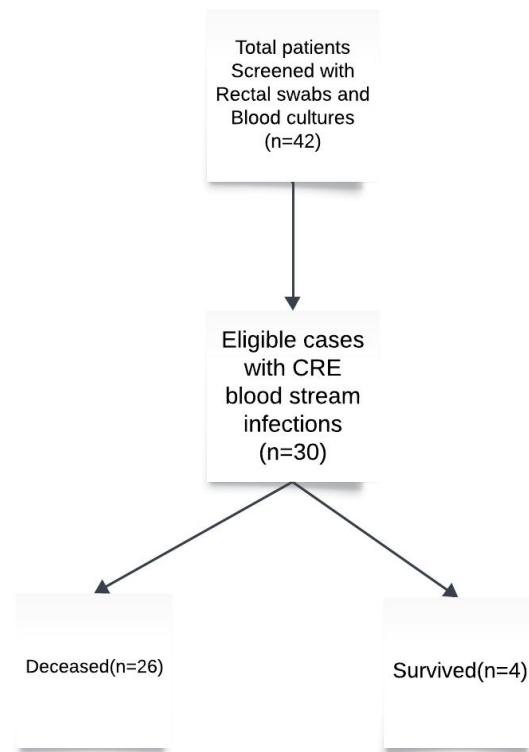 Total patients
Screened with
Rectal swabs and
Blood cultures
(n=42)
Eligible cases
with CRE
blood stream
infections
(n=30)
Deceased(n=26)
Survived(n=4)